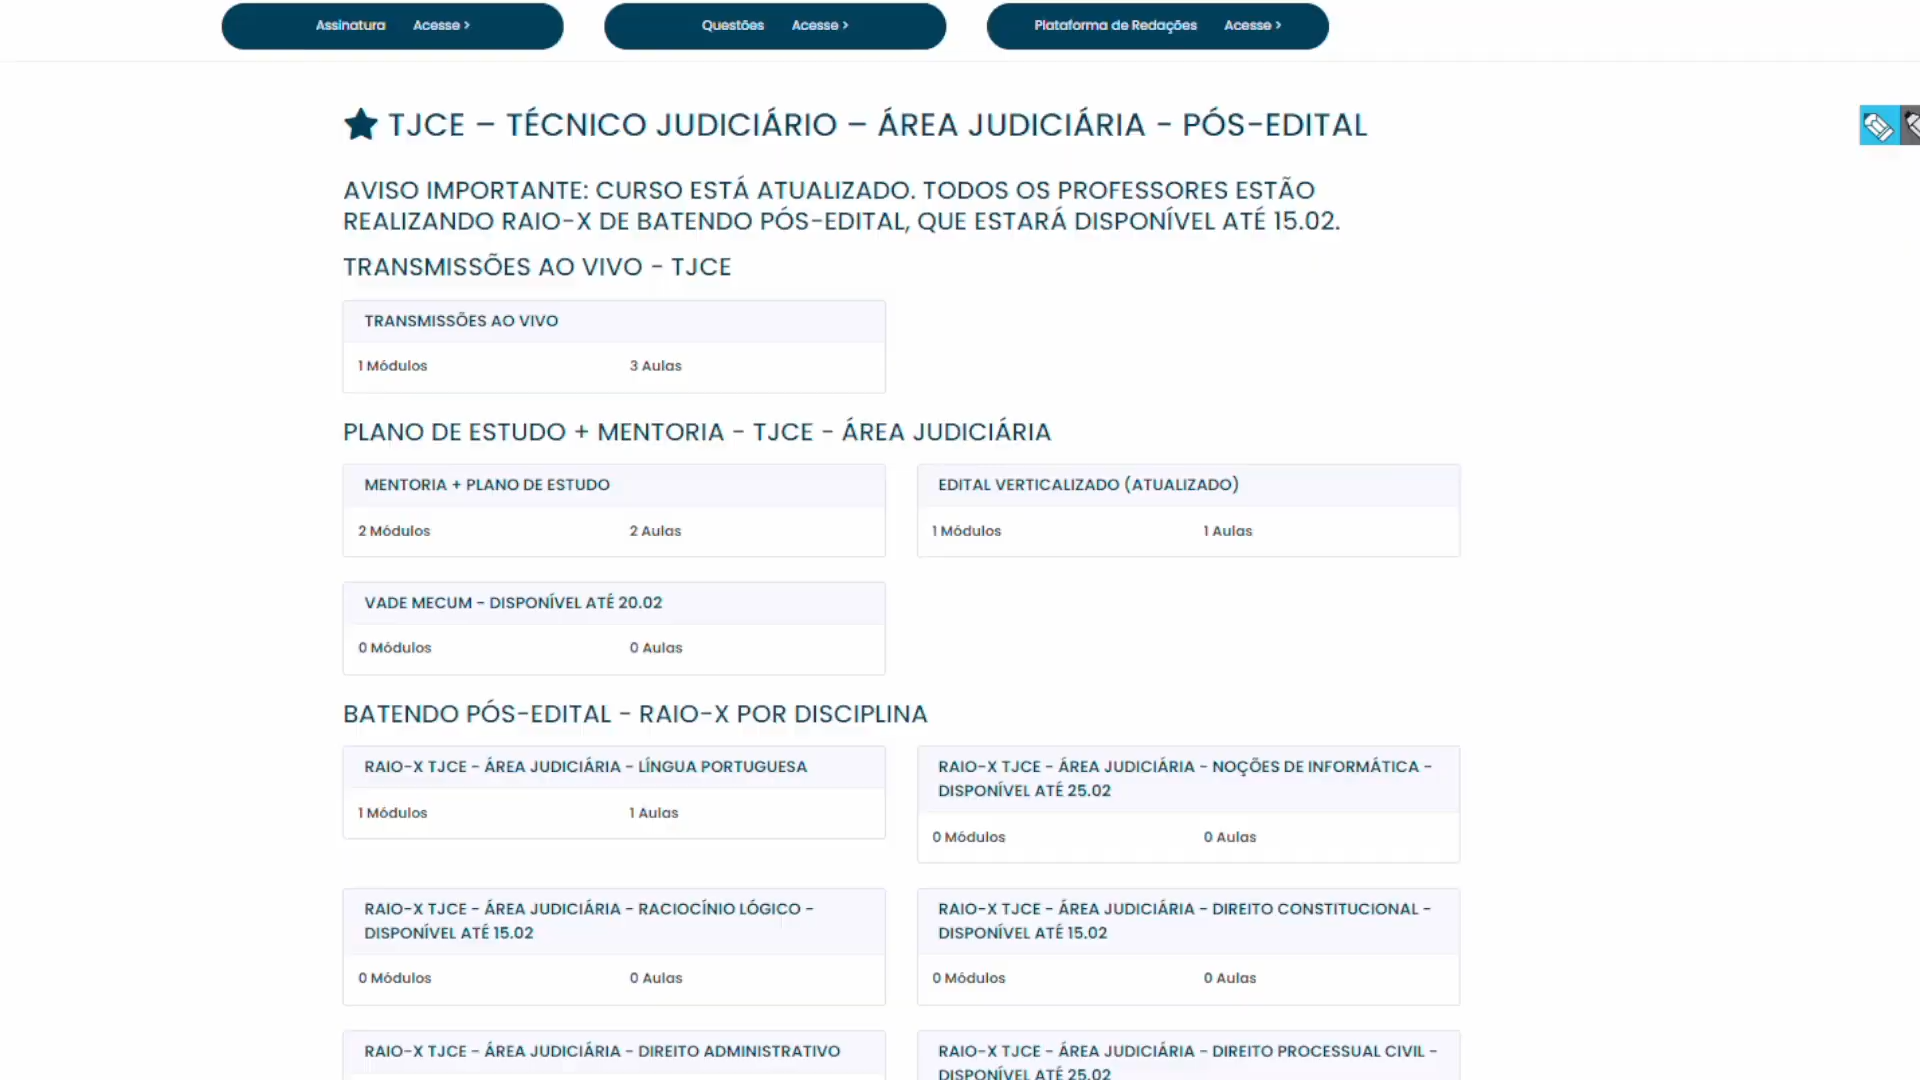 Assinatura Acesse >
Questões Acesse >
Plataforma de Redações Acesse >
TJCE – TÉCNICO JUDICIÁRIO – ÁREA JUDICIÁRIA - PÓS-EDITAL
AVISO IMPORTANTE: CURSO ESTÁ ATUALIZADO. TODOS OS PROFESSORES ESTÃO
REALIZANDO RAIO-X DE BATENDO PÓS-EDITAL, QUE ESTARÁ DISPONÍVEL ATÉ 15.02.
TRANSMISSÕES AO VIVO - TJCE
TRANSMISSÕES AO VIVO
1 Módulos 3 Aulas
PLANO DE ESTUDO + MENTORIA - TJCE - ÁREA JUDICIÁRIA
MENTORIA + PLANO DE ESTUDO
2 Módulos 2 Aulas
EDITAL VERTICALIZADO (ATUALIZADO)
1 Módulos 1 Aulas
VADE MECUM - DISPONÍVEL ATÉ 20.02
0 Módulos 0 Aulas
BATENDO PÓS-EDITAL - RAIO-X POR DISCIPLINA
RAIO-X TJCE - ÁREA JUDICIÁRIA - LÍNGUA PORTUGUESA
1 Módulos 1 Aulas
RAIO-X TJCE - ÁREA JUDICIÁRIA - NOÇÕES DE INFORMÁTICA -
DISPONÍVEL ATÉ 25.02
0 Módulos 0 Aulas
RAIO-X TJCE - ÁREA JUDICIÁRIA - RACIOCÍNIO LÓGICO -
DISPONÍVEL ATÉ 15.02
0 Módulos 0 Aulas
RAIO-X TJCE - ÁREA JUDICIÁRIA - DIREITO CONSTITUCIONAL -
DISPONÍVEL ATÉ 15.02
0 Módulos 0 Aulas
RAIO-X TJCE - ÁREA JUDICIÁRIA - DIREITO ADMINISTRATIVO
RAIO-X TJCE - ÁREA JUDICIÁRIA - DIREITO PROCESSUAL CIVIL -
DISPONÍVEL ATÉ 25.02